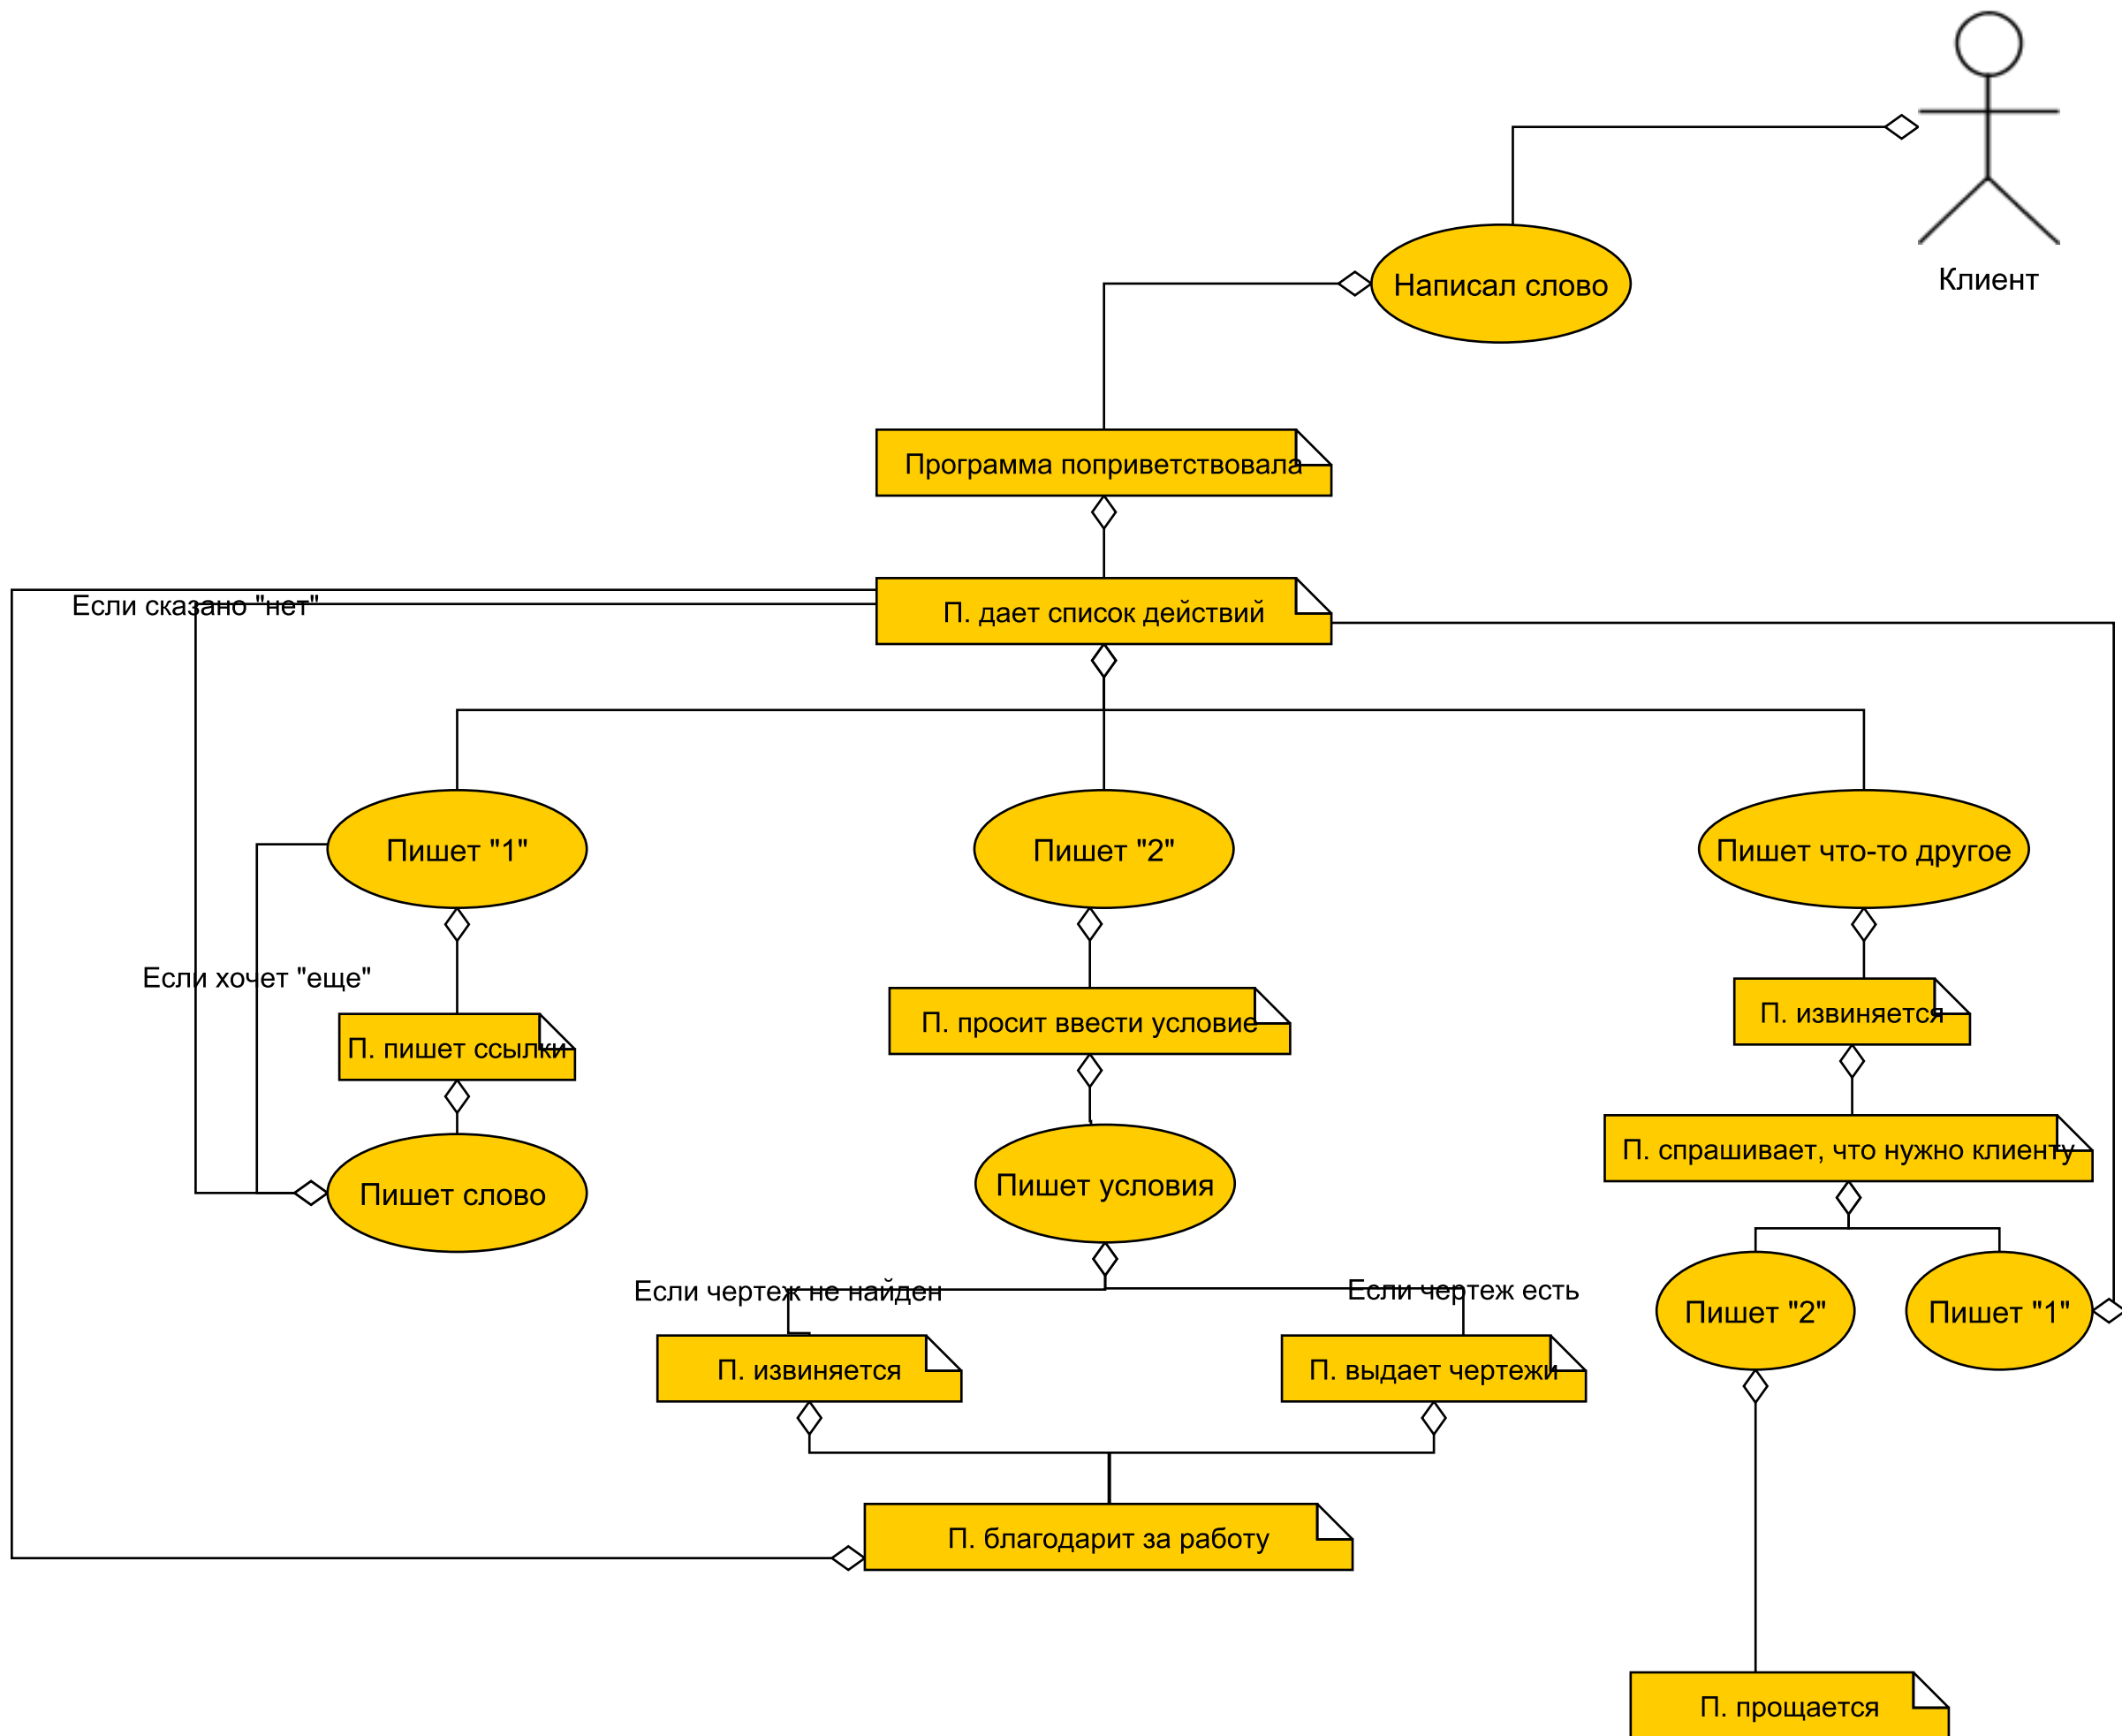 Клиент
Написал слово
Программа поприветствовала
Если сказано "нет"
П. дает список действий
Пишет "1"
Пишет "2"
Пишет что-то другое
Если хочет "еще"
П. пишет ссылки
П. просит ввести условие
П. извиняется
П. спрашивает, что нужно клиенту
Пишет слово
Пишет условия
Если чертеж не найден
Если чертеж есть
Пишет "2"
Пишет "1"
П. извиняется
П. выдает чертежи
П. благодарит за работу
П. прощается